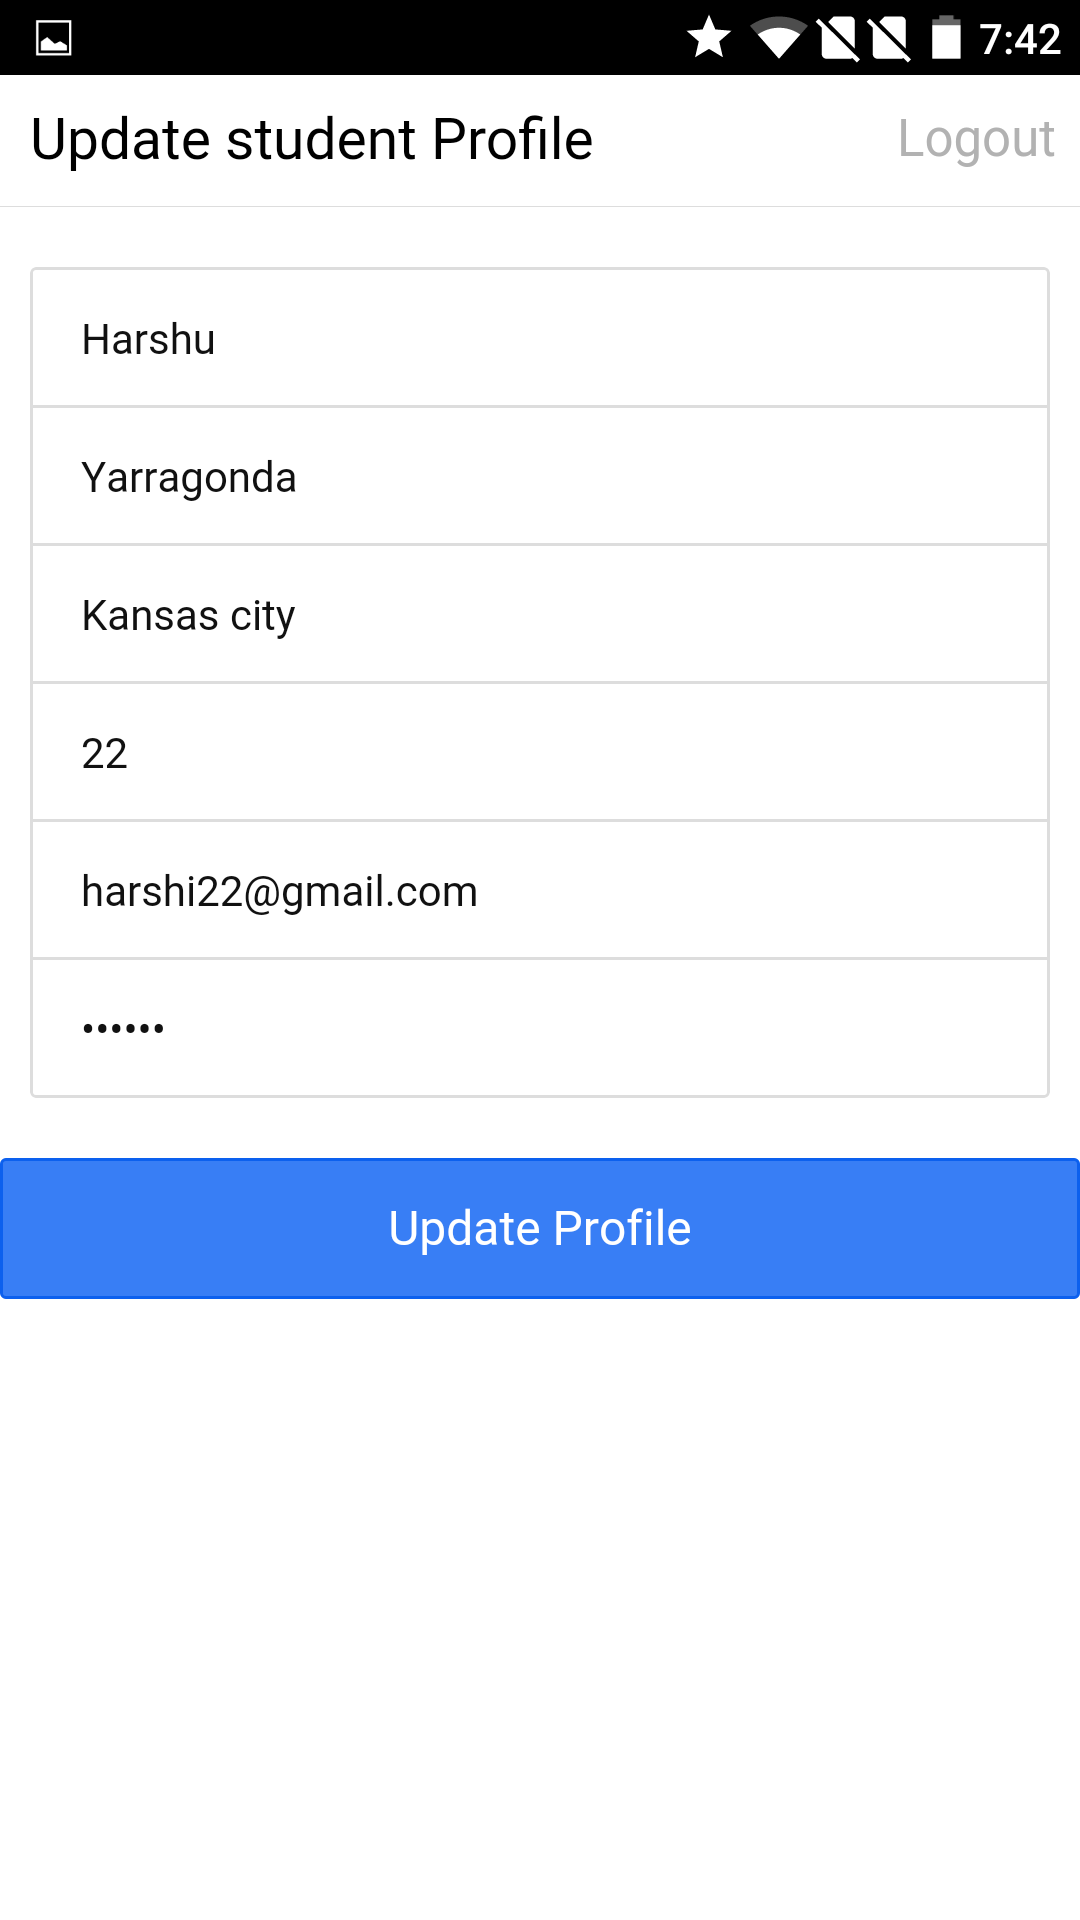 7:42
Update student Profile
Logout
Harshu
Yarragonda
Kansas city
22
harshi22@gmail.com
••••••
Update Profile